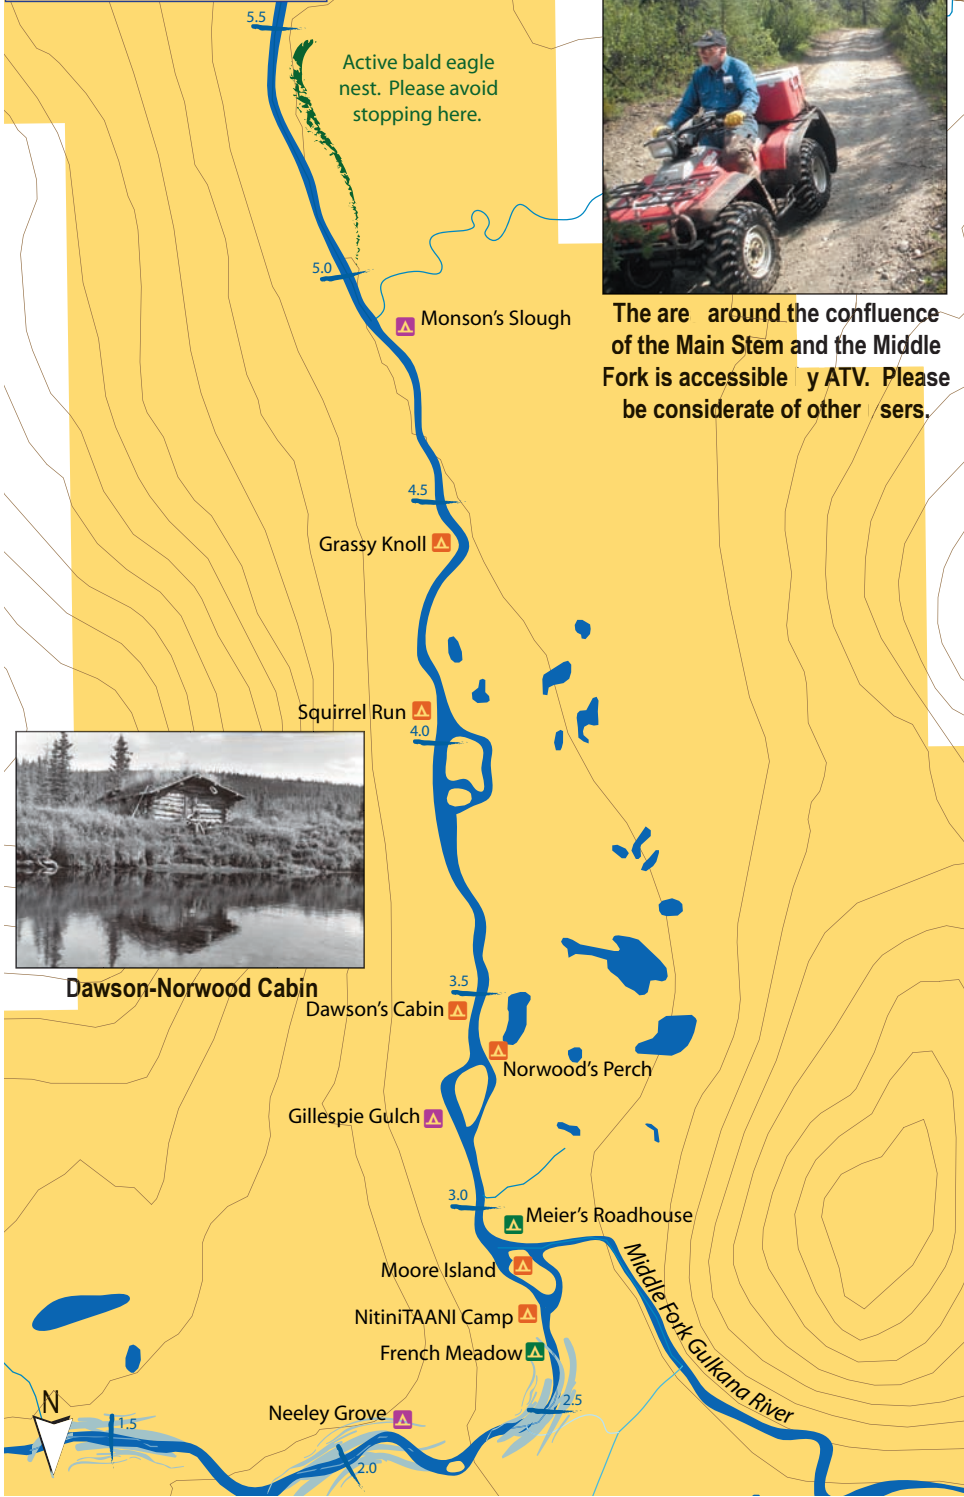 5.5
Active bald eagle
nest. Please avoid
stopping here.
5.0
Monson's Slough
The are around the confluence
of the Main Stem and the Middle
Fork is accessible y ATV. Please
be considerate of other sers.
4.5
Grassy Knoll
Squirrel Run
4.0
Dawson-Norwood Cabin
3.5
Dawson's Cabin
Norwood's Perch
Gillespie Gulch
3.0
Meier's Roadhouse
Moore Island
NitiniTAANI Camp
French Meadow
Middle Fork Gulkana River
2.5
Neeley Grove
N
1.5
2.0